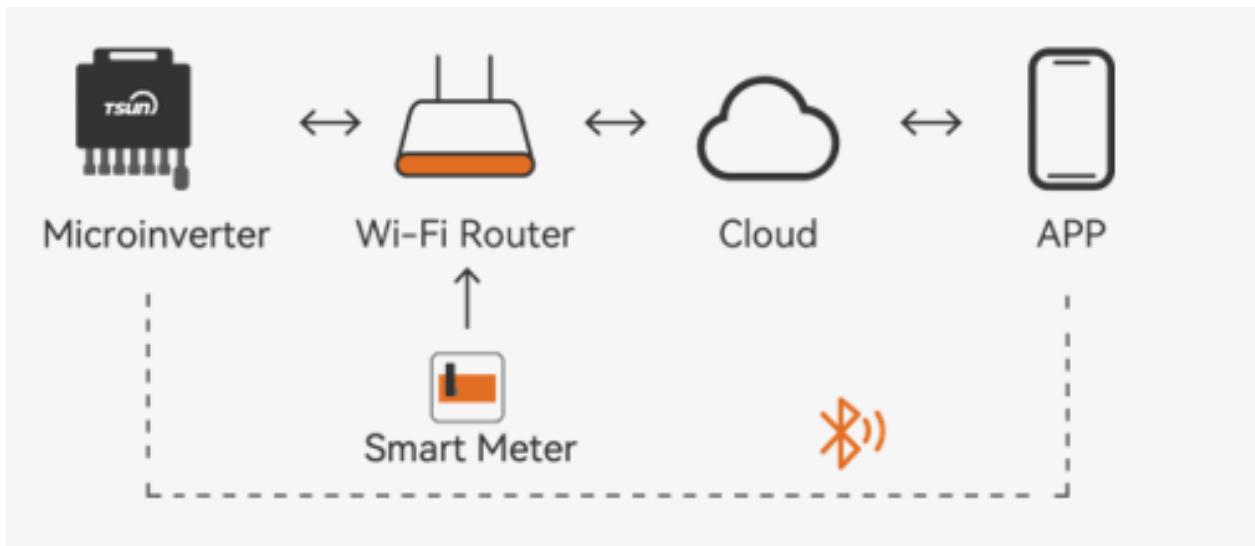 TSUN
Microinverter
Wi-Fi Router
Cloud
APP
Smart Meter